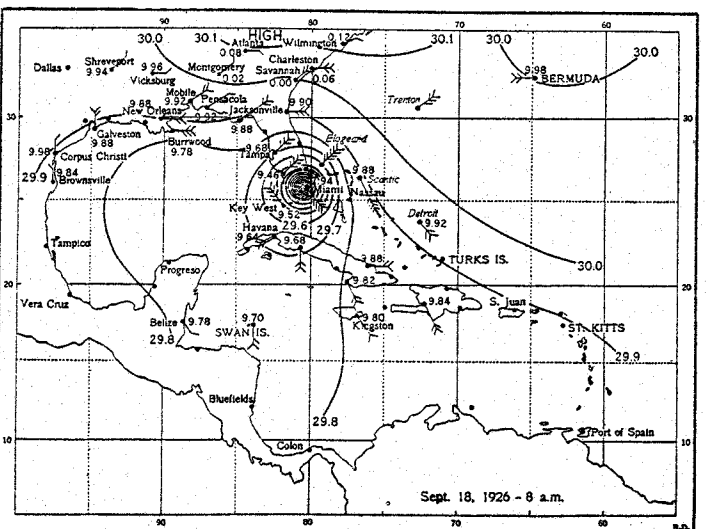 90 80 70 60
HIGH
30.0 30.1 0.12 30.1 30.0 30.0
Atlanta Wilmington
0.08
Dallas Shreveport 9.94
9.96 Vicksburg
Montgomery 0.02
Charleston
Savannah 0.00 0.06
9.98 BERMUDA
Mobile 9.92 Pensacola 0.92
Trenton
30 New Orleans 9.88 Jacksonville 9.90 30
9.88
Galveston 9.88
Burrwood 9.78
Tampa 9.68
9.98 Corpus Christi
9.84
29.9 Brownsville
9.46
9.88
Scantic
Miami Nassau
Key West 9.52
29.6 29.7
Detroit 9.92
Havana 9.64 9.68
Tampico
9.88
TURKS IS.
30.0
Progreso
20 9.82 20
Vera Cruz
9.84 S. Juan
Belize 9.78
9.70 SWAN IS.
9.80 Kingston
ST. KITTS
29.8
29.9
Bluefields
29.8
10 Colon Port of Spain 10
Sept. 18, 1926 - 8 a.m.
90 80 70 60